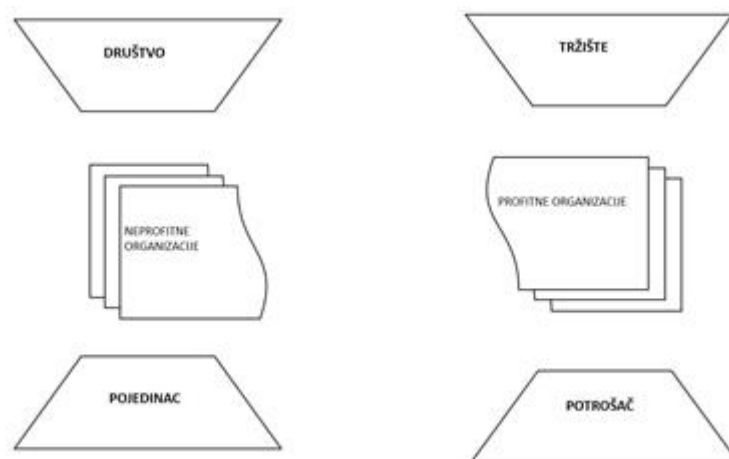 DRUŠTVO
TRŽIŠTE
NEPROFITNE
ORGANIZACIJE
PROFITNE ORGANIZACIJE
POJEDINAC
POTROŠAČ